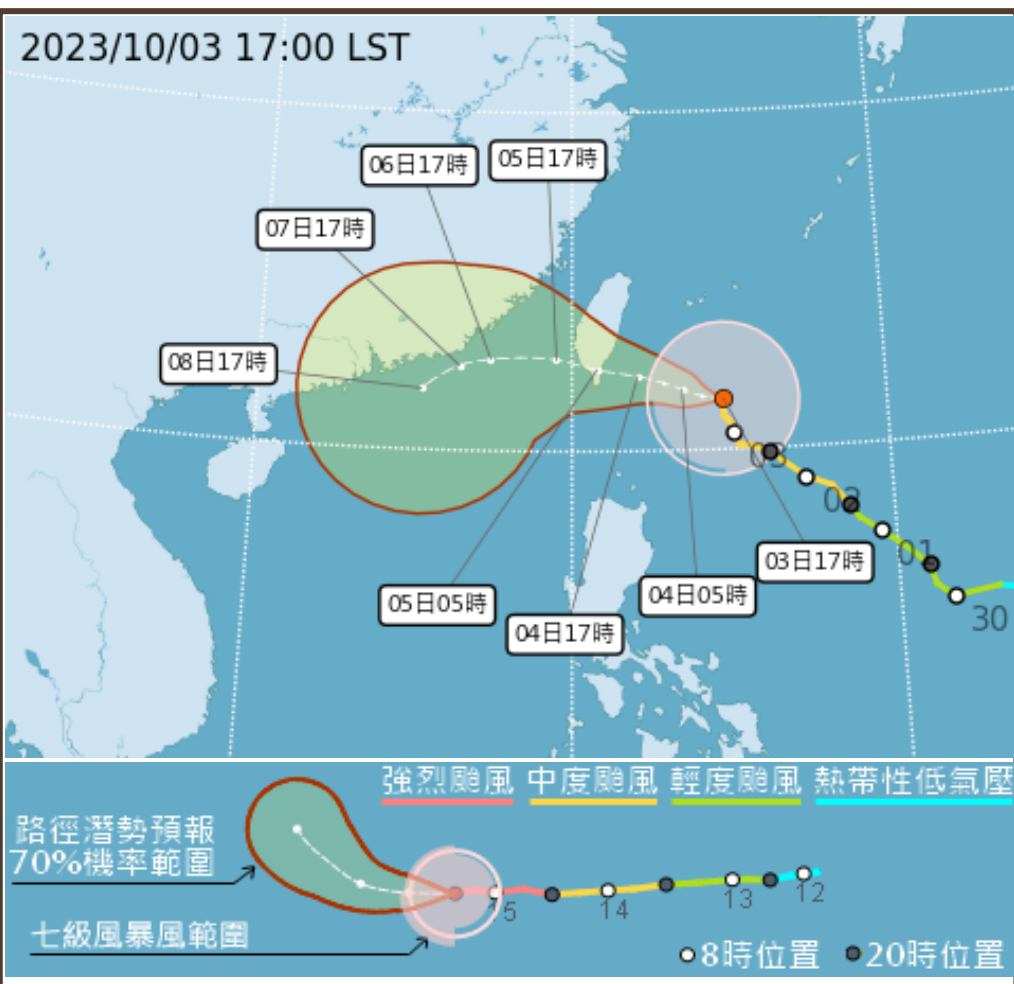 2023/10/03 17:00 LST
05日17時
06日17時
07日17時
08日17時
03
02
03日17時
01
04日05時
05日05時
04日17時
30
強烈颱風 中度颱風 輕度颱風 熱帶性低氣壓
路徑潛勢預報
70%機率範圍
15 14 13 12
七級風暴風範圍
8時位置 20時位置